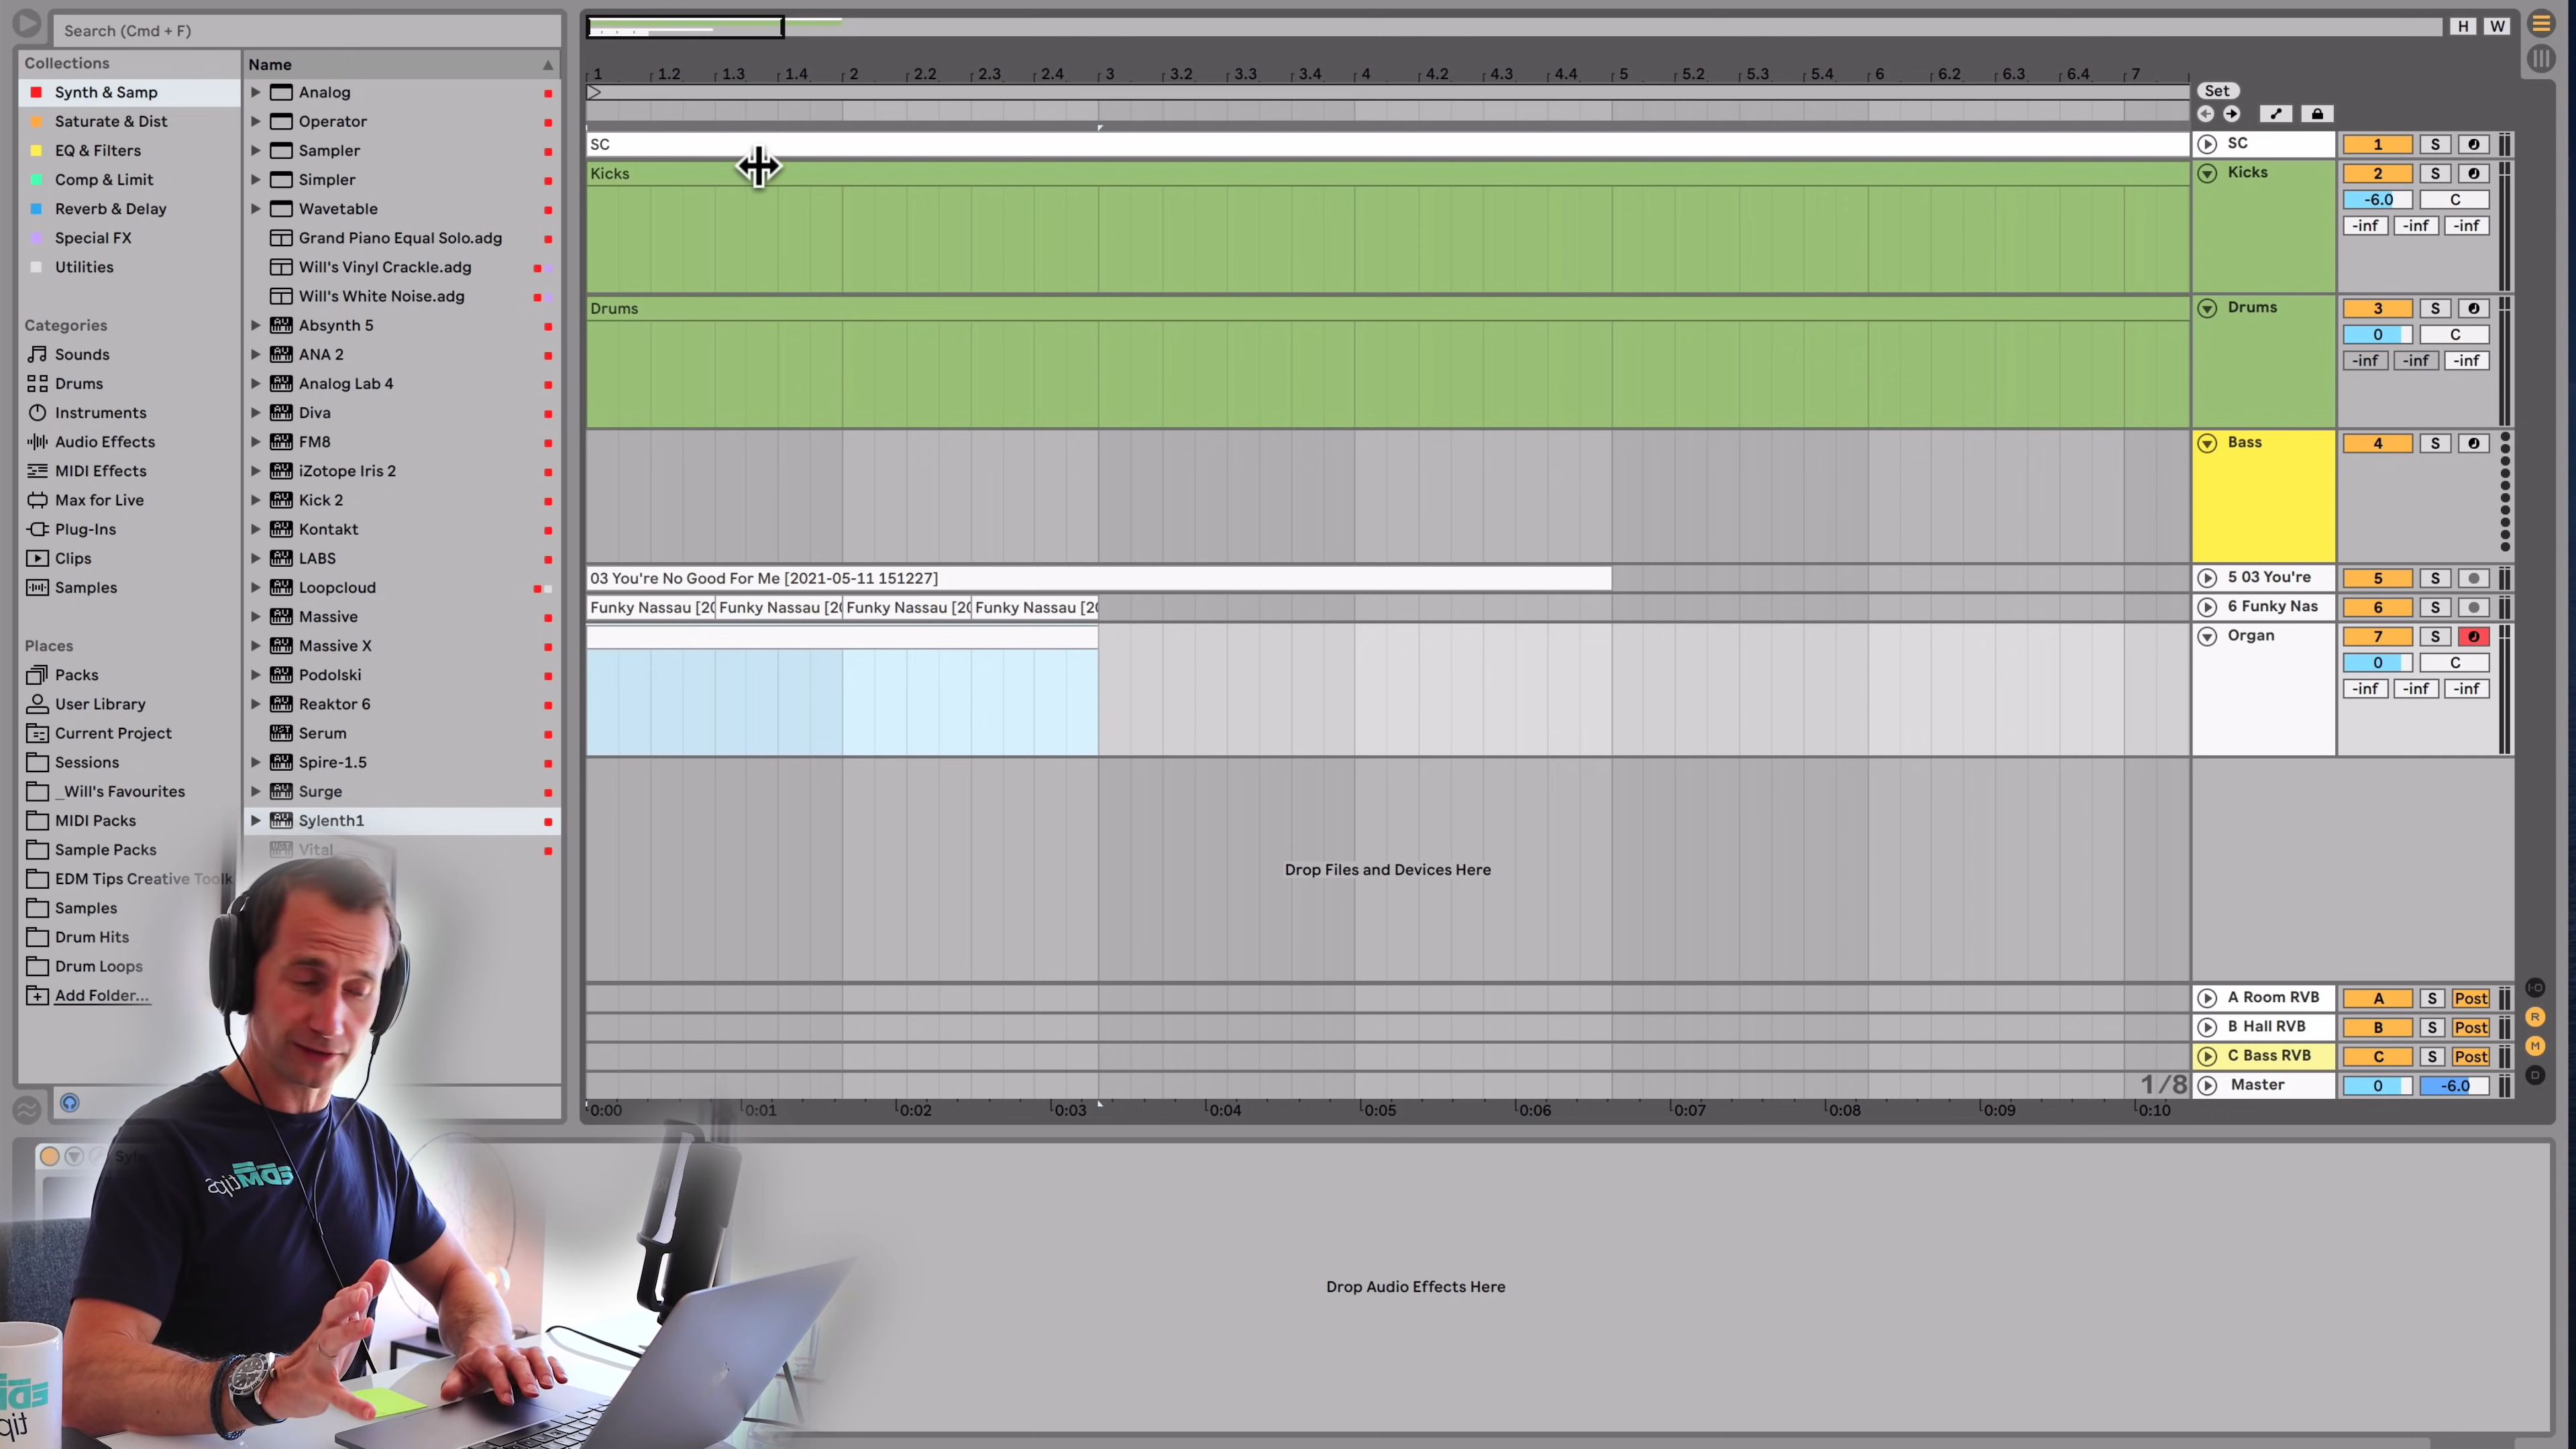 Search (Cmd + F)
Collections
Synth & Samp
Saturate & Dist
EQ & Filters
Comp & Limit
Reverb & Delay
Special FX
Utilities
Categories
Sounds
Drums
Instruments
Audio Effects
MIDI Effects
Max for Live
Plug-Ins
Clips
Samples
Places
Packs
User Library
Current Project
Sessions
_Will's Favourites
MIDI Packs
Sample Packs
EDM Tips Creative Toolk
Samples
Drum Hits
Drum Loops
Add Folder...
Name
Analog
Operator
Sampler
Simpler
Wavetable
Grand Piano Equal Solo.adg
Will's Vinyl Crackle.adg
Will's White Noise.adg
Absynth 5
ANA 2
Analog Lab 4
Diva
FM8
iZotope Iris 2
Kick 2
Kontakt
LABS
Loopcloud
Massive
Massive X
Podolski
Reaktor 6
Serum
Spire-1.5
Surge
Sylenth1
Vital
H W
1 1.2 1.3 1.4 2 2.2 2.3 2.4 3 3.2 3.3 3.4 4 4.2 4.3 4.4 5 5.2 5.3 5.4 6 6.2 6.3 6.4 7
Set
SC
SC 1 S
Kicks
Kicks 2 S
-6.0 C
-inf -inf -inf
Drums
Drums 3 S
0 C
-inf -inf -inf
Bass 4 S
03 You're No Good For Me [2021-05-11 151227]
5 03 You're 5 S
Funky Nassau [20 Funky Nassau [20 Funky Nassau [20 Funky Nassau [20
6 Funky Nas 6 S
Organ 7 S
0 C
-inf -inf -inf
Drop Files and Devices Here
A Room RVB A S Post
B Hall RVB B S Post
C Bass RVB C S Post
1/8 Master 0 -6.0
R
M
D
0:00 0:01 0:02 0:03 0:04 0:05 0:06 0:07 0:08 0:09 0:10
Drop Audio Effects Here
EDM tips
EDM
tip